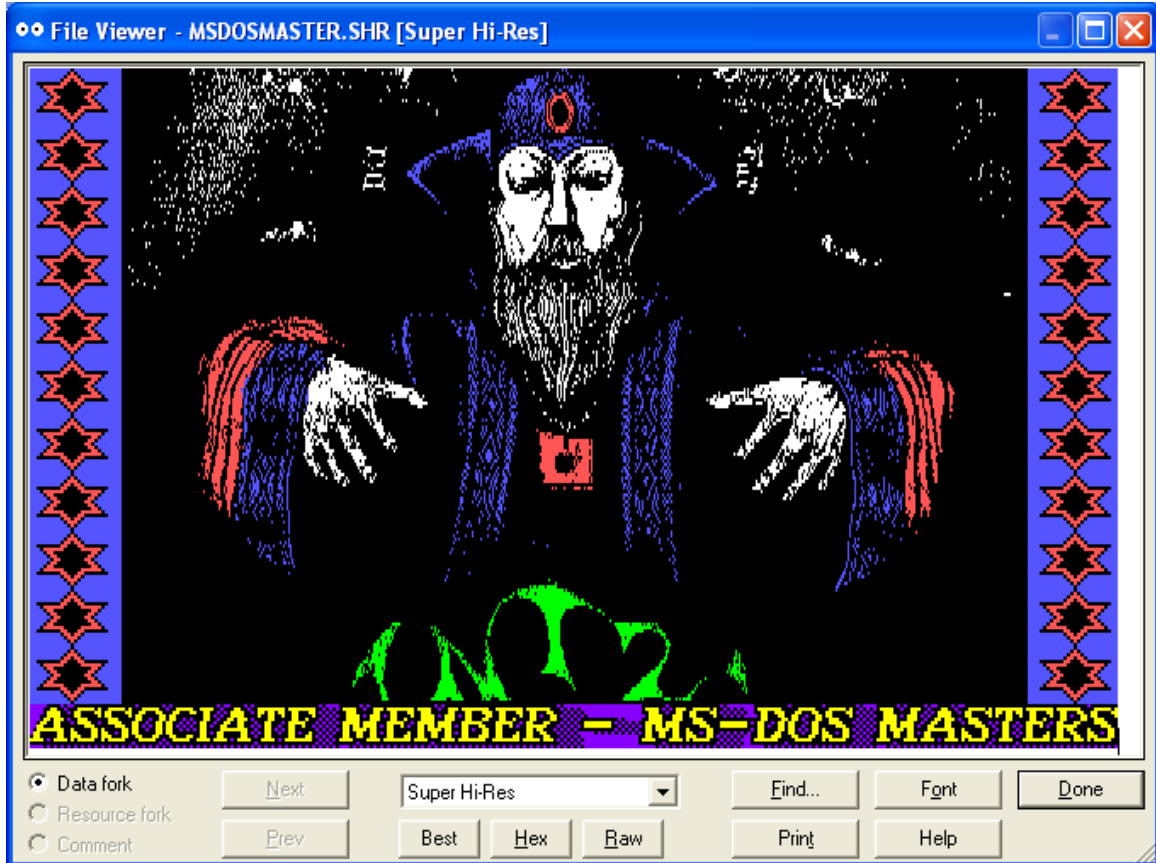 File Viewer - MSDOSMASTER.SHR [Super Hi-Res]
ASSOCIATE MEMBER - MS-DOS MASTERS
Data fork
Next
Super Hi-Res
Find...
Font
Done
Resource fork
Comment
Prev
Best
Hex
Raw
Print
Help